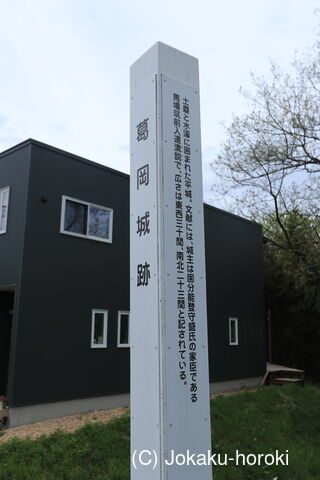 葛岡城跡
土塁と水濠に囲まれた平城。文献には、城主は国分能登守盛氏の家臣である
馬場筑前入道清説で、広さは東西三十間、南北二十三間と記されている。
(C) Jokaku-horoki